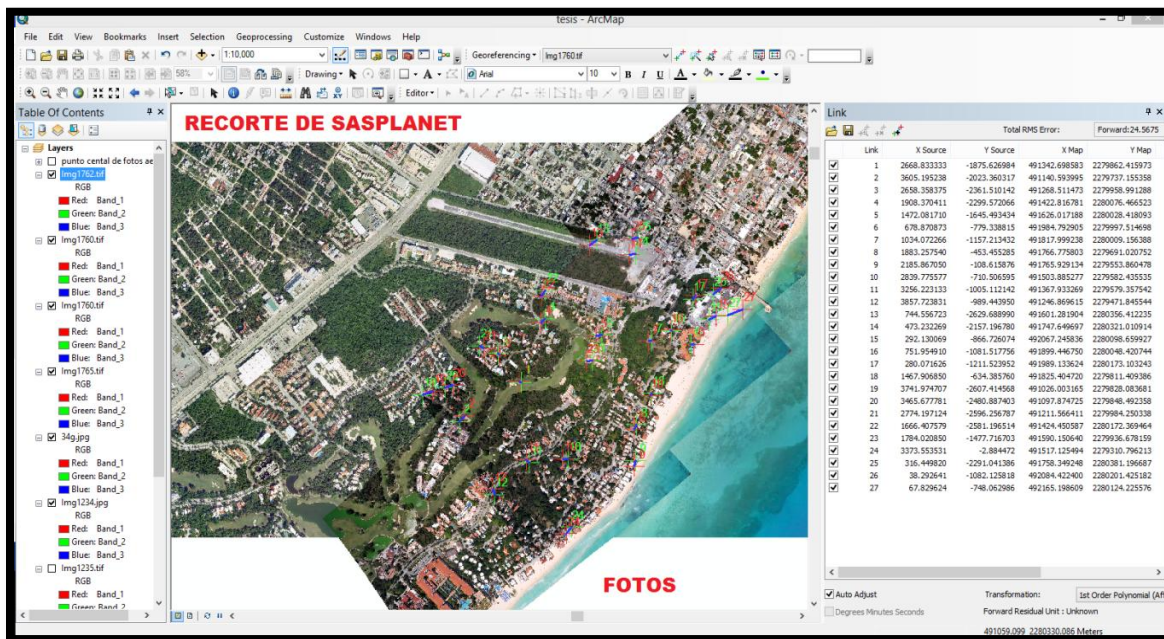 tesis - ArcMap
File Edit View Bookmarks Insert Selection Geoprocessing Customize Windows Help
1:10,000 Georeferencing Img1760.tif
58% Drawing A Arial 10 B I U A
Editor
Table Of Contents
Layers
punto cental de fotos ae
Img1762.tif
RGB
Red: Band_1
Green: Band_2
Blue: Band_3
Img1760.tif
RGB
Red: Band_1
Green: Band_2
Blue: Band_3
Img1760.tif
RGB
Red: Band_1
Green: Band_2
Blue: Band_3
Img1765.tif
RGB
Red: Band_1
Green: Band_2
Blue: Band_3
34g.jpg
RGB
Red: Band_1
Green: Band_2
Blue: Band_3
Img1234.jpg
RGB
Red: Band_1
Green: Band_2
Blue: Band_3
Img1235.tif
RGB
Red: Band_1
Green: Band_2
RECORTE DE SASPLANET
FOTOS
Link
Total RMS Error: Forward:24.5675
Link X Source Y Source X Map Y Map
1 2668.833333 -1875.626984 491342.698583 2279862.415973
2 3605.195238 -2023.360317 491140.593995 2279737.155358
3 2658.358375 -2361.510142 491268.511473 2279958.991288
4 1908.370411 -2299.572066 491422.816781 2280076.466523
5 1472.081710 -1645.493434 491626.017188 2280028.418093
6 678.870873 -779.338815 491984.792905 2279997.514698
7 1034.072266 -1157.213432 491817.999238 2280009.156388
8 1883.257540 -453.455285 491766.775803 2279691.020752
9 2185.867050 -108.615876 491765.929134 2279553.860478
10 2839.775577 -710.506595 491503.885277 2279582.435535
11 3256.223133 -1005.112142 491367.933269 2279579.357542
12 3857.723831 -989.443950 491246.869615 2279471.845544
13 744.556723 -2629.688990 491601.281904 2280356.412235
14 473.232269 -2157.196780 491747.649697 2280321.010914
15 292.130069 -866.726074 492067.245836 2280098.659927
16 751.954910 -1081.517756 491899.446750 2280048.420744
17 280.071626 -1211.523952 491989.133624 2280173.103243
18 1467.906850 -634.385760 491825.404720 2279811.409386
19 3741.974707 -2607.414568 491026.003165 2279828.083681
20 3465.677781 -2480.887403 491097.874725 2279848.492358
21 2774.197124 -2596.256787 491211.566411 2279984.250338
22 1666.407579 -2581.196514 491424.450587 2280172.369464
23 1784.020850 -1477.716703 491590.150640 2279936.678159
24 3373.553531 -2.884472 491517.125494 2279310.796213
25 316.449820 -2291.041386 491758.349248 2280381.196687
26 38.292641 -1082.125818 492084.422400 2280201.425182
27 67.829624 -748.062986 492165.198609 2280124.225576
Auto Adjust Transformation: 1st Order Polynomial (Aff
Degrees Minutes Seconds Forward Residual Unit : Unknown
491059.099 2280330.086 Meters